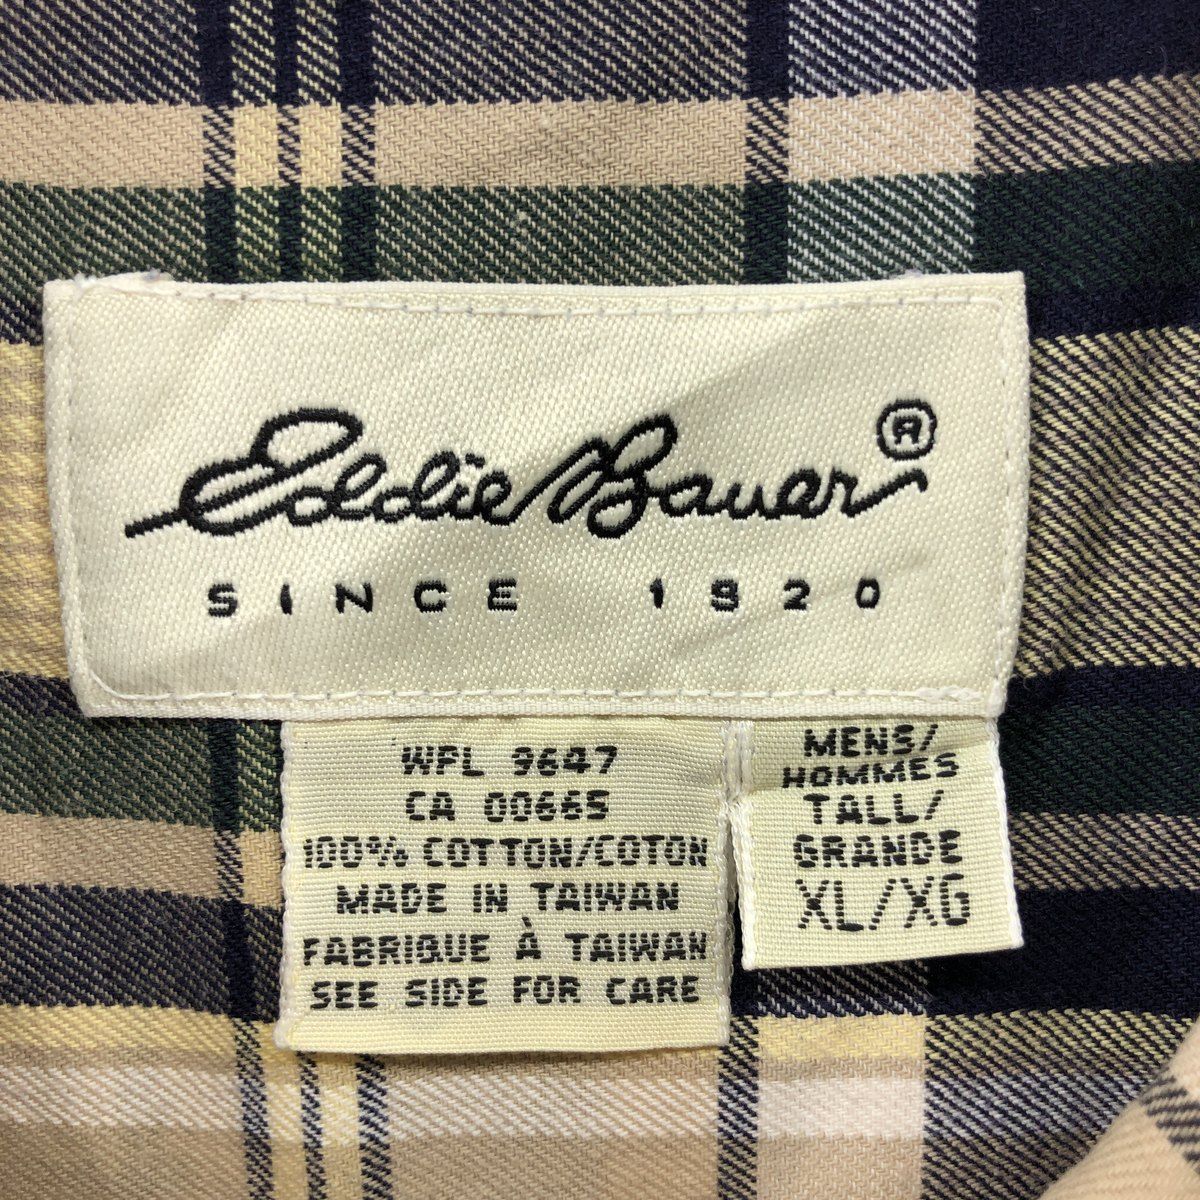 Eddie Bauer®
SINCE 1920
WPL 9647
CA 00665
100% COTTON/COTON
MADE IN TAIWAN
FABRIQUE À TAIWAN
SEE SIDE FOR CARE
MENS/
HOMMES
TALL/
GRANDE
XL/XG